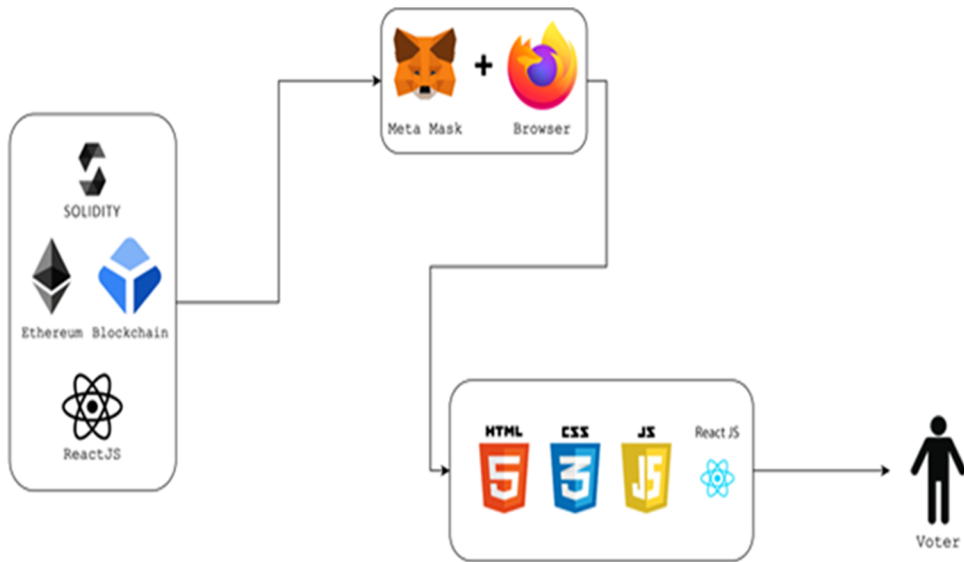 Meta Mask
+
Browser
SOLIDITY
Ethereum Blockchain
ReactJS
HTML
5
CSS
3
JS
JS
React JS
Voter